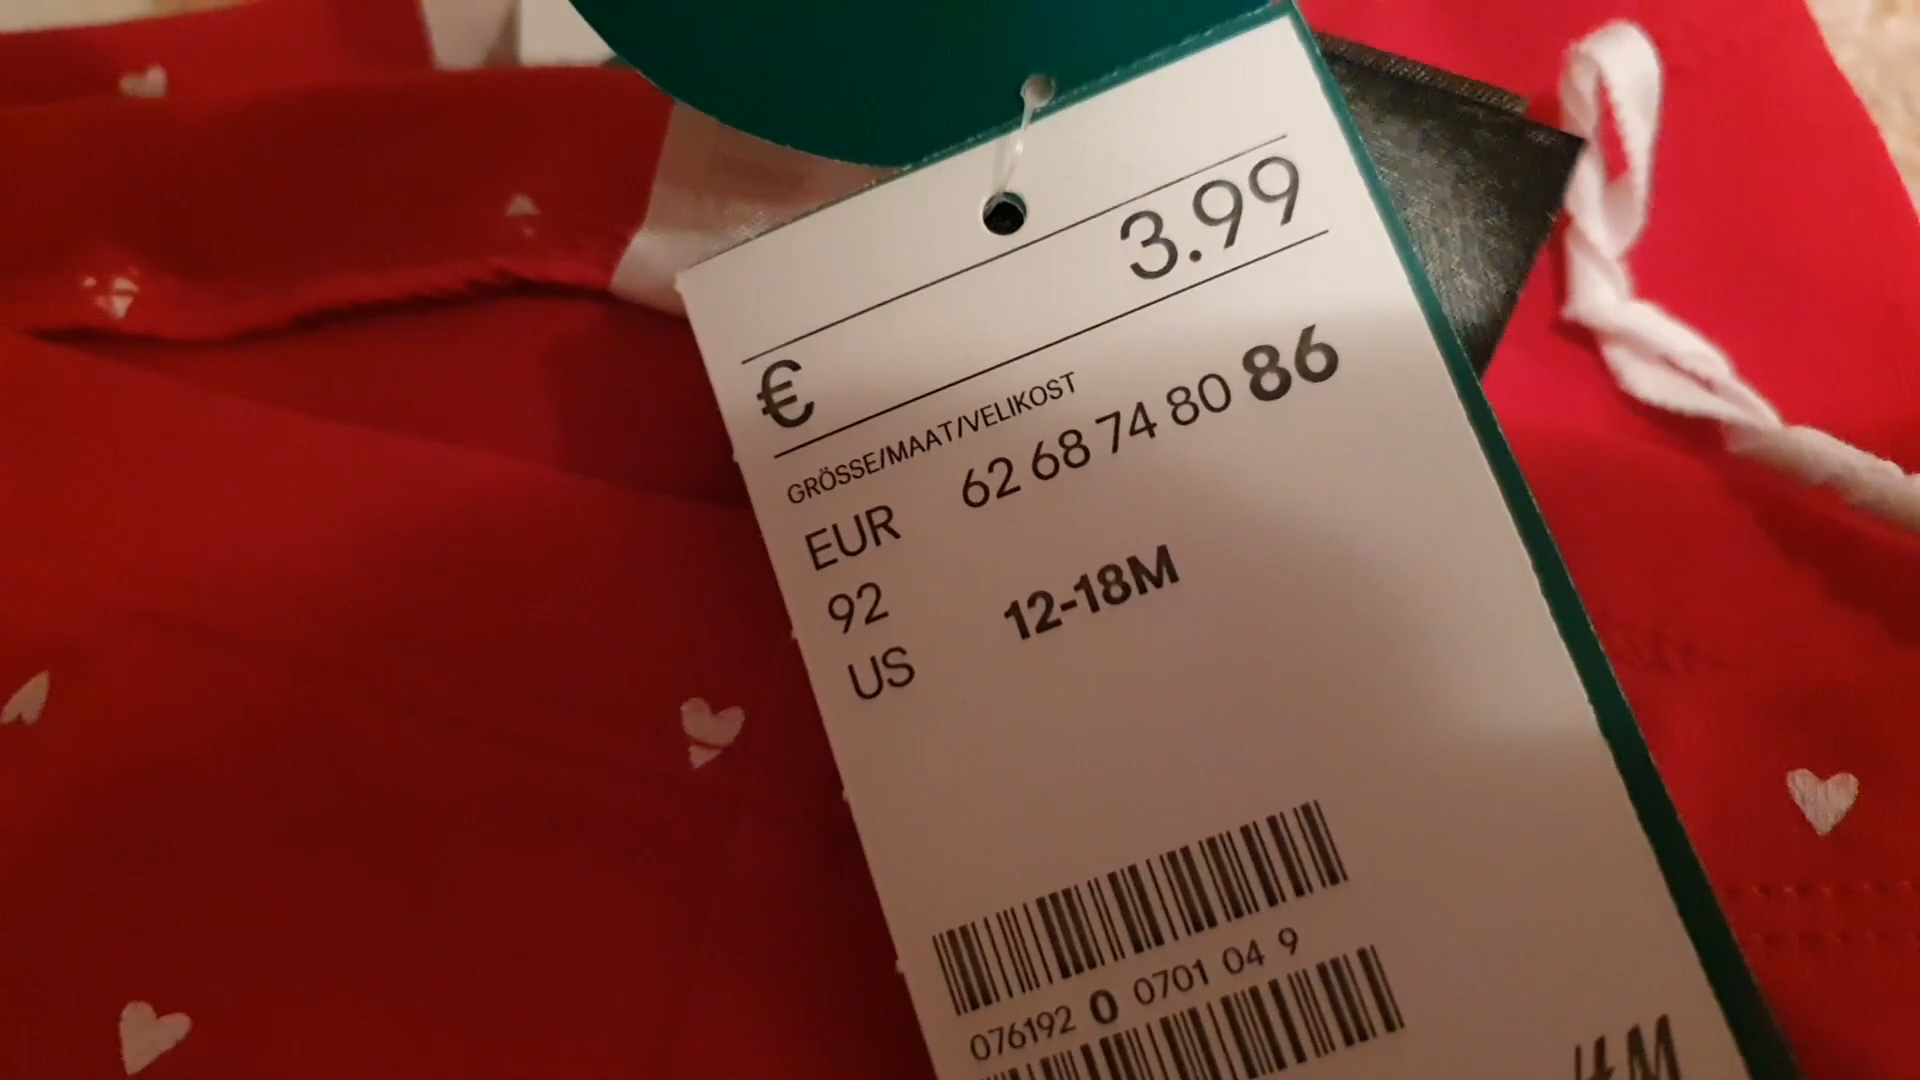 € 3.99
GRÖSSE/MAAT/VELIKOST
EUR 62 68 74 80 86
92
US 12-18M
076192 0 0701 04 9
H&M